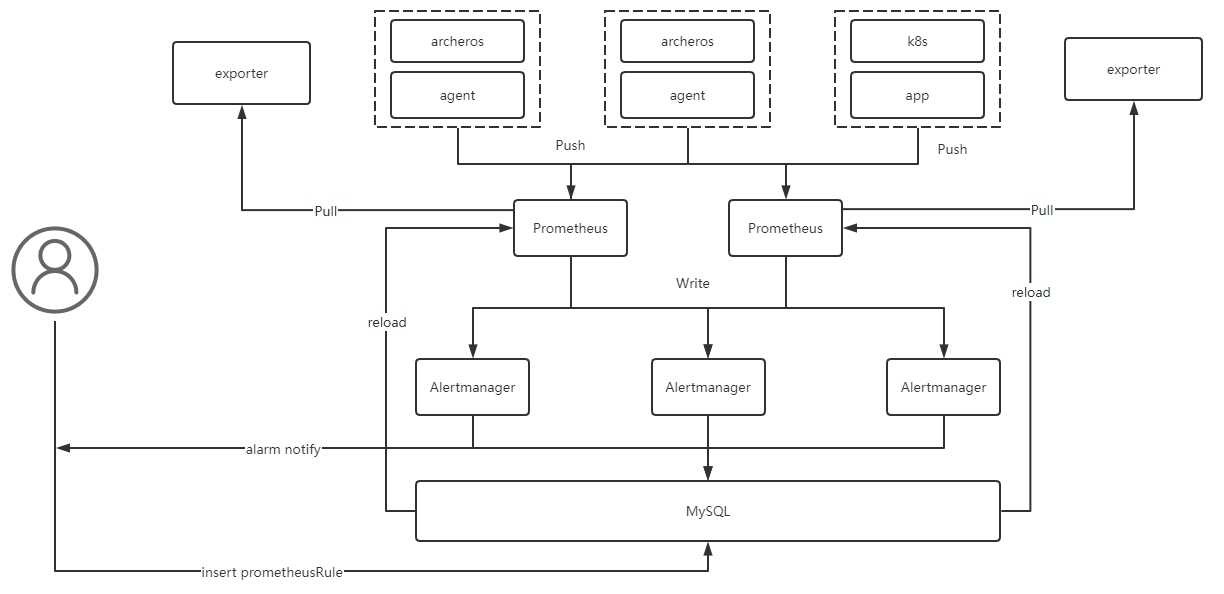 archeros
archeros
k8s
exporter
exporter
agent
agent
app
Push
Push
Pull
Pull
Prometheus
Prometheus
Write
reload
reload
Alertmanager
Alertmanager
Alertmanager
alarm notify
MySQL
insert prometheusRule